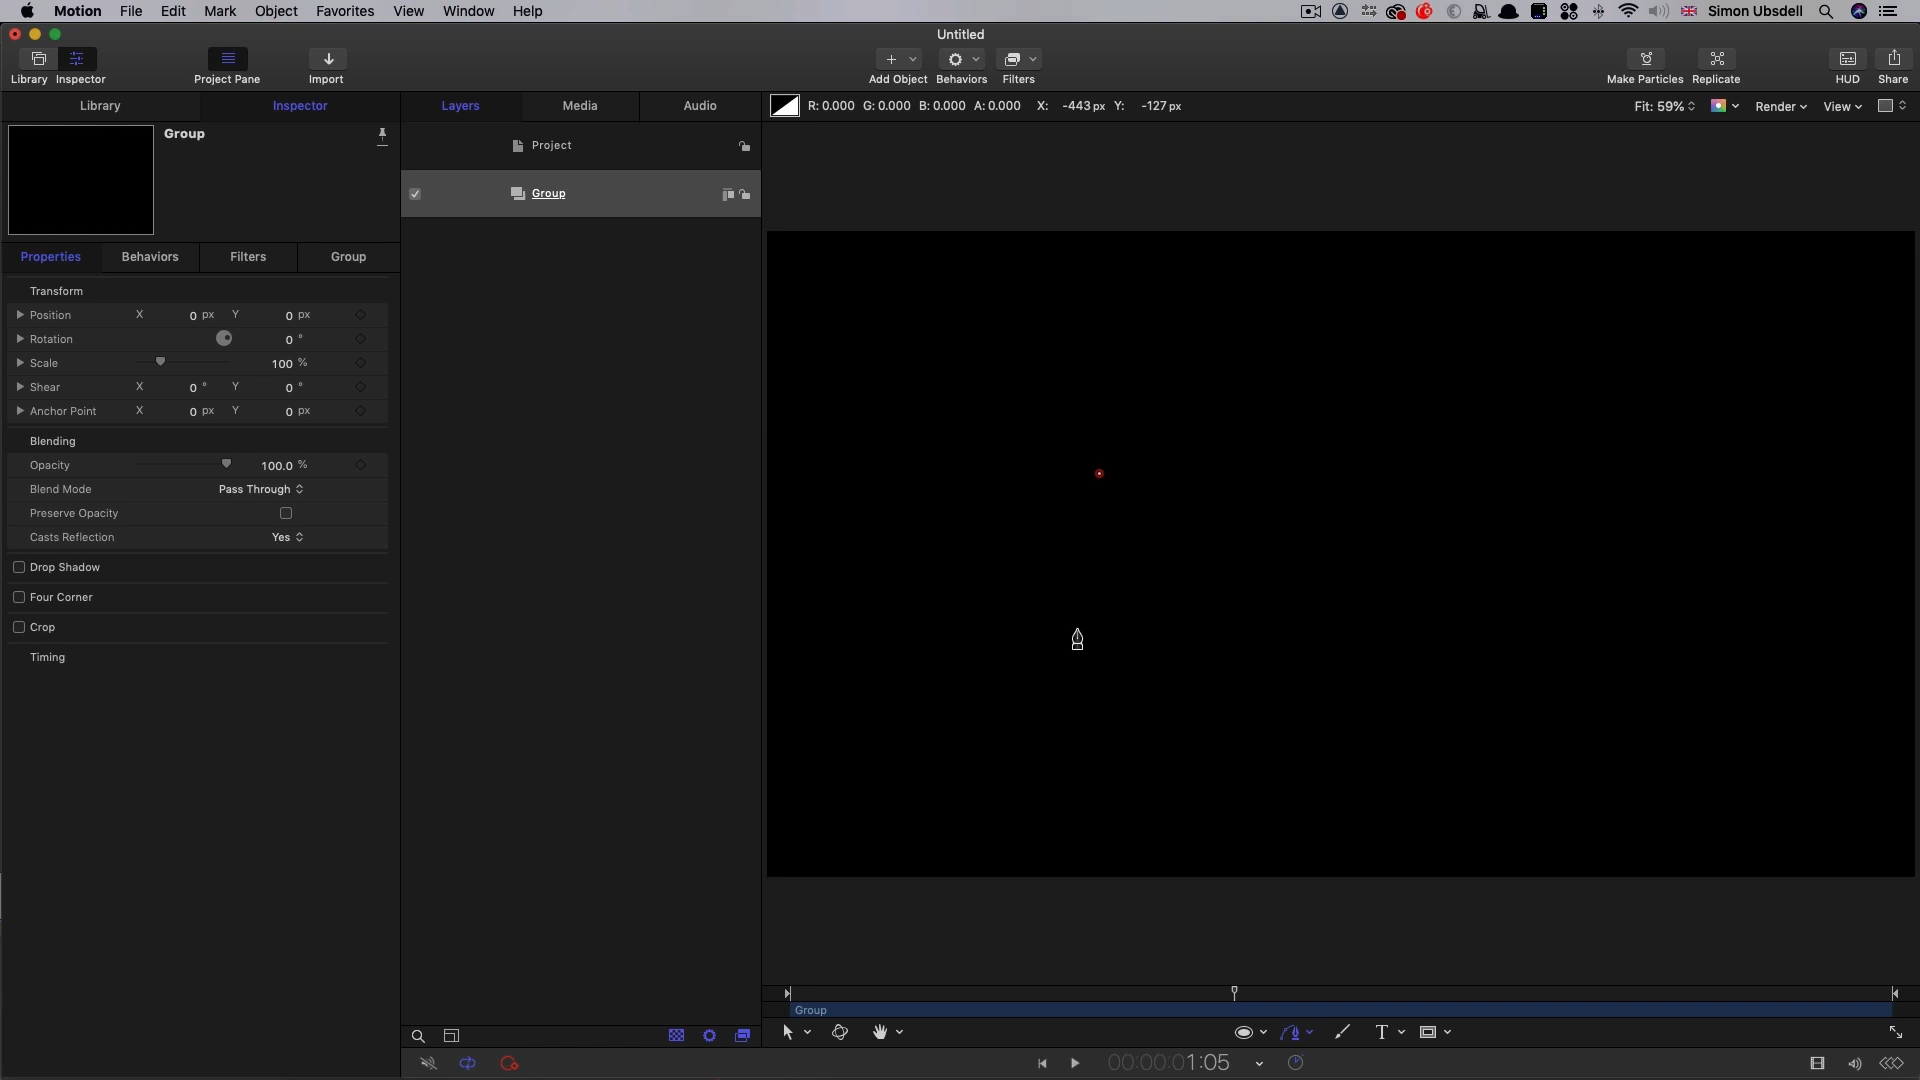 Motion File Edit Mark Object Favorites View Window Help Simon Ubsdell
Untitled
Library Inspector Project Pane Import Add Object Behaviors Filters Make Particles Replicate HUD Share
Library Inspector Layers Media Audio R: 0.000 G: 0.000 B: 0.000 A: 0.000 X: -443 px Y: -127 px Fit: 59% Render View
Group
Project
Group
Properties Behaviors Filters Group
Transform
Position X 0 px Y 0 px
Rotation 0 °
Scale 100 %
Shear X 0 ° Y 0 °
Anchor Point X 0 px Y 0 px
Blending
Opacity 100.0 %
Blend Mode Pass Through
Preserve Opacity
Casts Reflection Yes
Drop Shadow
Four Corner
Crop
Timing
Group
T
00:00:01:05